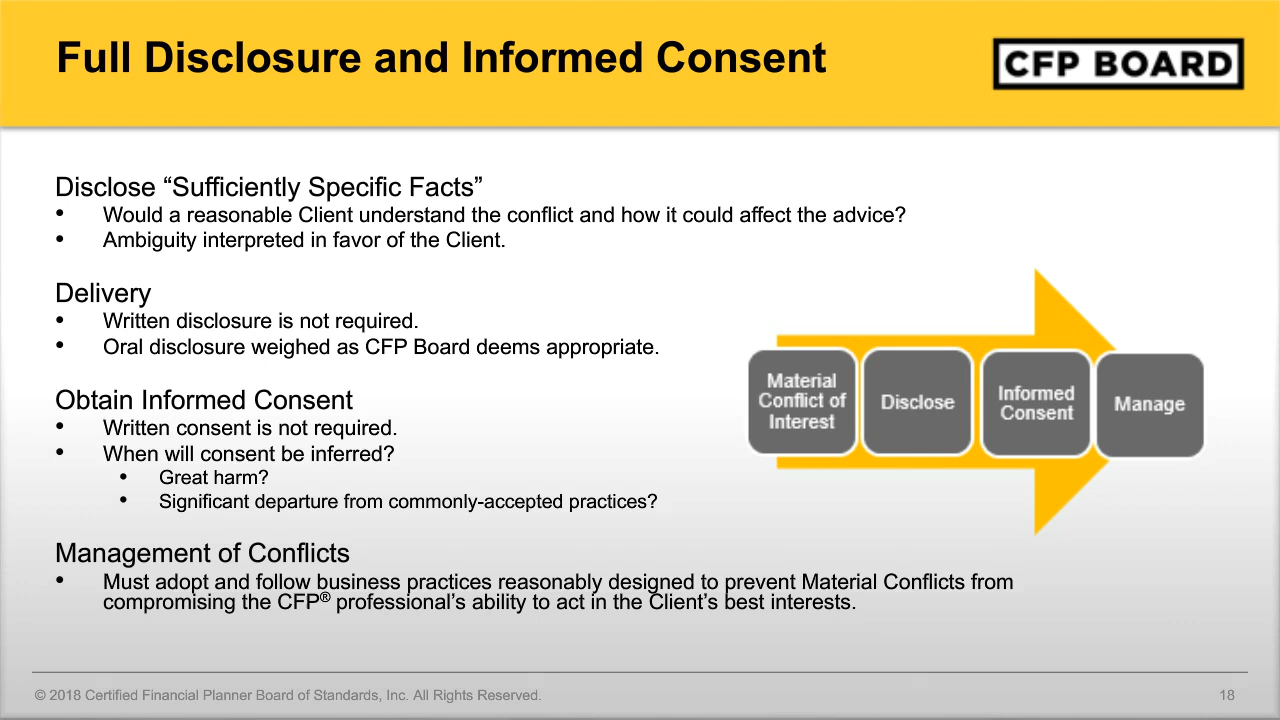 Full Disclosure and Informed Consent
CFP BOARD
Disclose “Sufficiently Specific Facts”
• Would a reasonable Client understand the conflict and how it could affect the advice?
• Ambiguity interpreted in favor of the Client.
Delivery
• Written disclosure is not required.
• Oral disclosure weighed as CFP Board deems appropriate.
Obtain Informed Consent
• Written consent is not required.
• When will consent be inferred?
• Great harm?
• Significant departure from commonly-accepted practices?
Management of Conflicts
• Must adopt and follow business practices reasonably designed to prevent Material Conflicts from
compromising the CFP® professional’s ability to act in the Client’s best interests.
Material
Conflict of
Interest
Disclose
Informed
Consent
Manage
© 2018 Certified Financial Planner Board of Standards, Inc. All Rights Reserved.
18